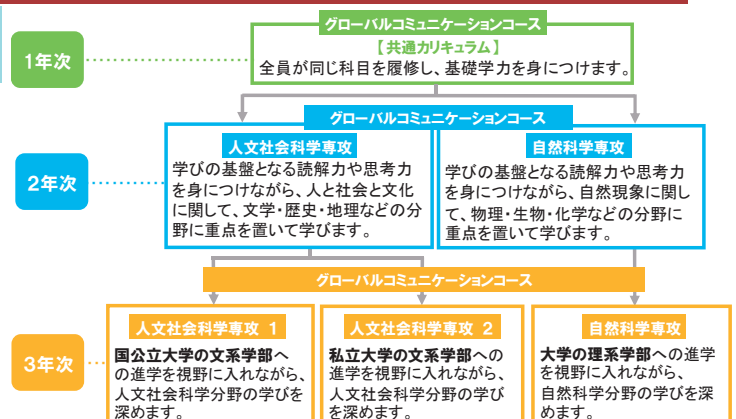 グローバルコミュニケーションコース
【共通カリキュラム】
1年次
全員が同じ科目を履修し、基礎学力を身につけます。
グローバルコミュニケーションコース
人文社会科学専攻
学びの基盤となる読解力や思考力
を身につけながら、人と社会と文化
に関して、文学・歴史・地理などの分
野に重点を置いて学びます。
自然科学専攻
学びの基盤となる読解力や思考力
を身につけながら、自然現象に関し
て、物理・生物・化学などの分野に
重点を置いて学びます。
2年次
グローバルコミュニケーションコース
3年次
人文社会科学専攻 1
国公立大学の文系学部へ
の進学を視野に入れながら、
人文社会科学分野の学びを
深めます。
人文社会科学専攻 2
私立大学の文系学部への
進学を視野に入れながら、
人文社会科学分野の学び
を深めます。
自然科学専攻
大学の理系学部への進学
を視野に入れながら、
自然科学分野の学びを深
めます。